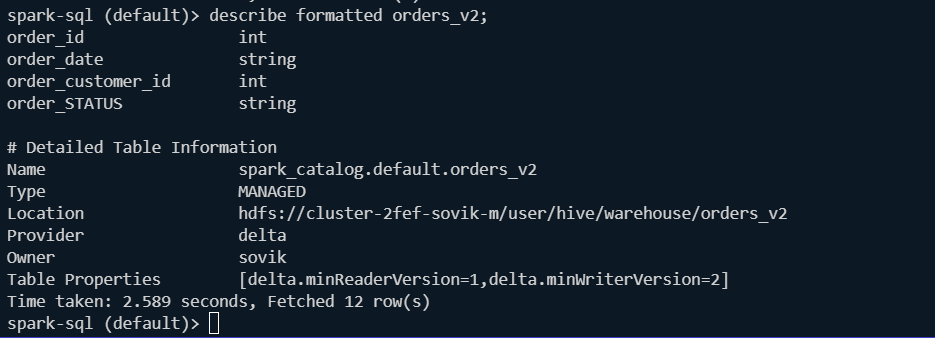 spark-sql (default)> describe formatted orders_v2;
order_id int
order_date string
order_customer_id int
order_STATUS string
# Detailed Table Information
Name spark_catalog.default.orders_v2
Type MANAGED
Location hdfs://cluster-2fef-sovik-m/user/hive/warehouse/orders_v2
Provider delta
Owner sovik
Table Properties [delta.minReaderVersion=1,delta.minWriterVersion=2]
Time taken: 2.589 seconds, Fetched 12 row(s)
spark-sql (default)>